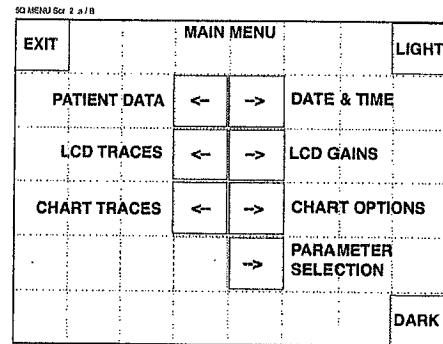 SQ MENU Scr 2 .a / B
EXIT MAIN MENU LIGHT
PATIENT DATA <- -> DATE & TIME
LCD TRACES <- -> LCD GAINS
CHART TRACES <- -> CHART OPTIONS
-> PARAMETER
SELECTION
DARK